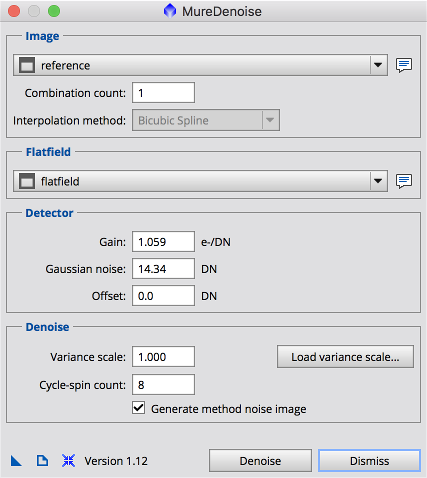 MureDenoise
Image
reference
Combination count: 1
Interpolation method: Bicubic Spline
Flatfield
flatfield
Detector
Gain: 1.059 e-/DN
Gaussian noise: 14.34 DN
Offset: 0.0 DN
Denoise
Variance scale: 1.000 Load variance scale...
Cycle-spin count: 8
Generate method noise image
Version 1.12 Denoise Dismiss